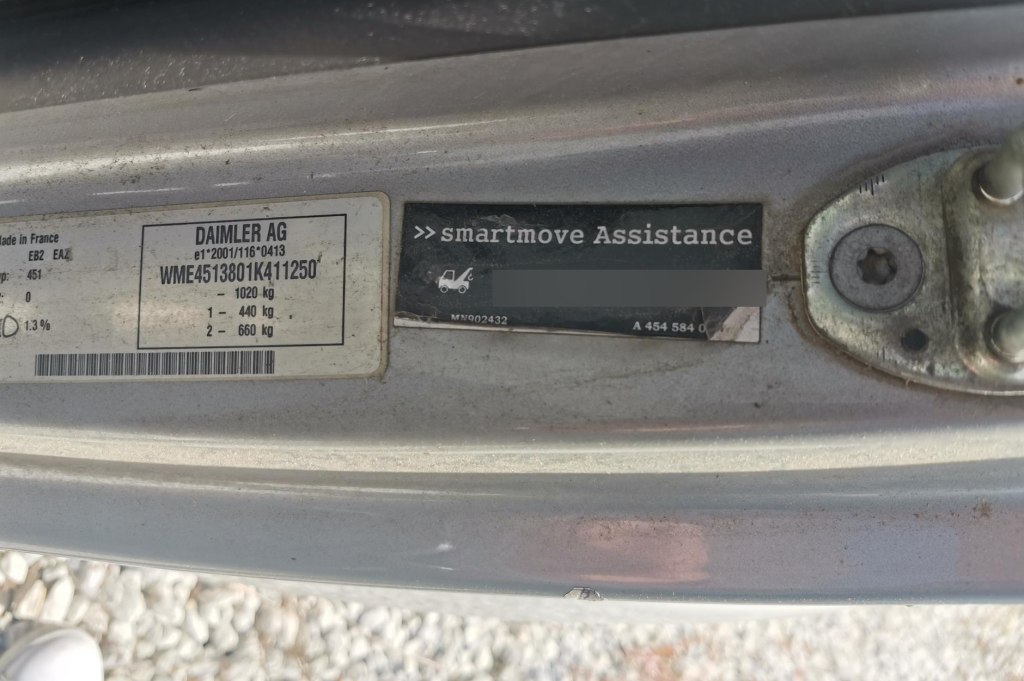 Made in France
EB2 EAZ
451
0
1.3 %
DAIMLER AG
e1*2001/116*0413
WME4513801K411250
– 1020 kg
1 – 440 kg
2 – 660 kg
>> smartmove Assistance
MN902432
A 454 584 0